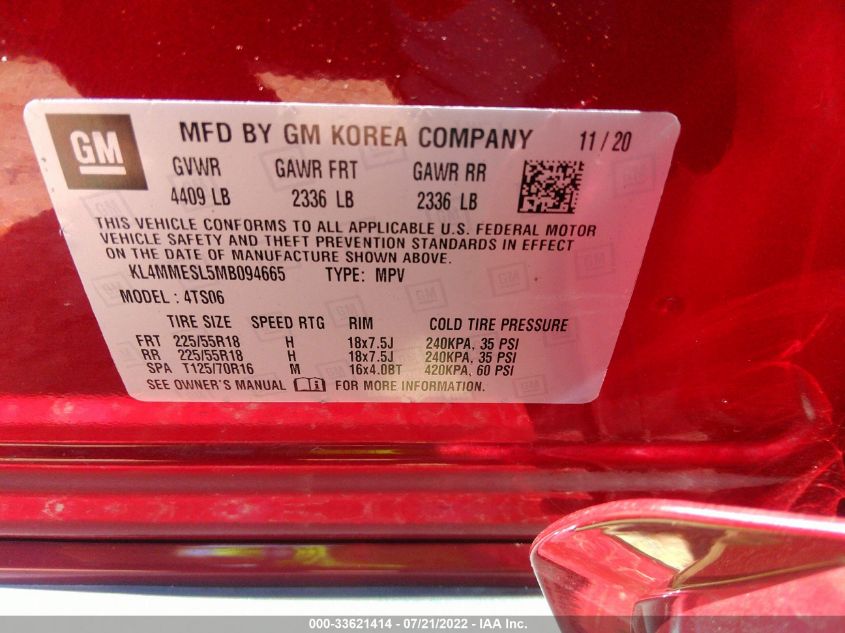 GM MFD BY GM KOREA COMPANY 11 / 20
GVWR GAWR FRT GAWR RR
4409 LB 2336 LB 2336 LB
THIS VEHICLE CONFORMS TO ALL APPLICABLE U.S. FEDERAL MOTOR
VEHICLE SAFETY AND THEFT PREVENTION STANDARDS IN EFFECT
ON THE DATE OF MANUFACTURE SHOWN ABOVE.
KL4MMESL5MB094665 TYPE: MPV
MODEL: 4TS06
TIRE SIZE SPEED RTG RIM COLD TIRE PRESSURE
FRT 225/55R18 H 18x7.5J 240KPA, 35 PSI
RR 225/55R18 H 18x7.5J 240KPA, 35 PSI
SPA T125/70R16 M 16x4.0BT 420KPA, 60 PSI
SEE OWNER'S MANUAL FOR MORE INFORMATION.
000-33621414 - 07/21/2022 - IAA Inc.